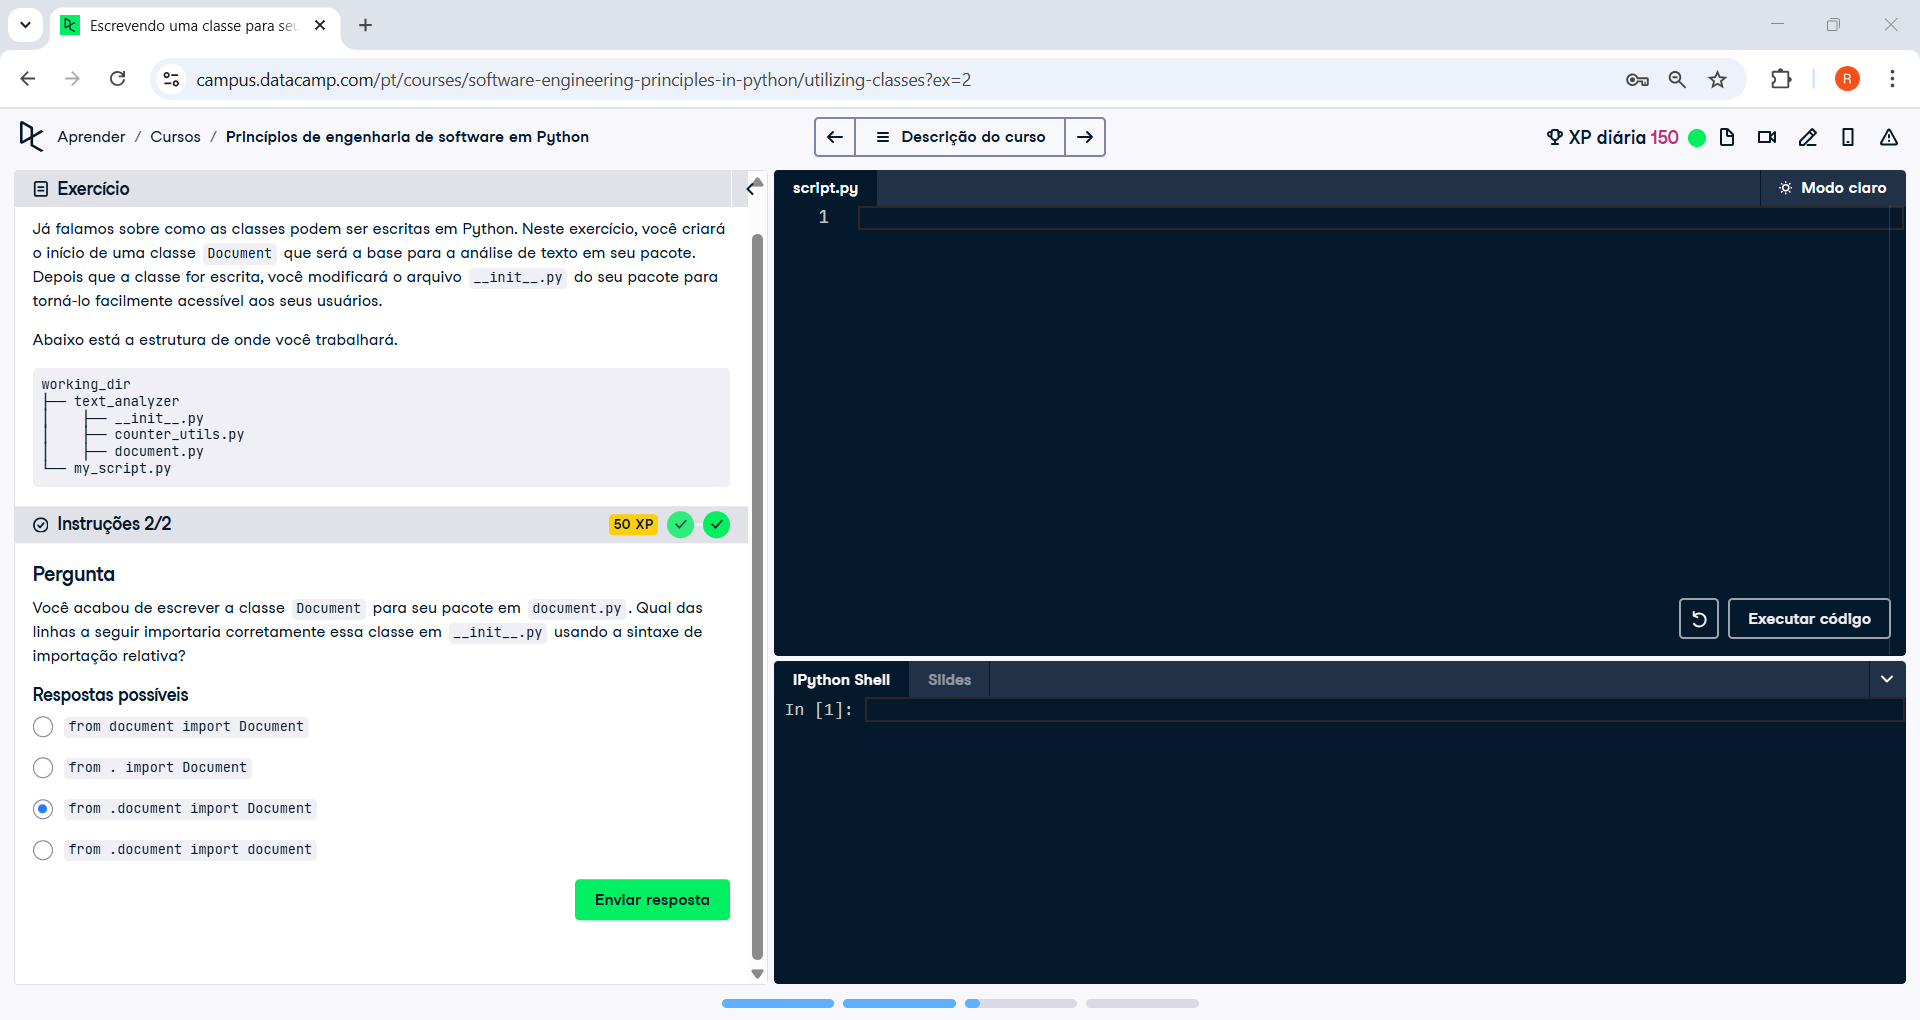 Escrevendo uma classe para seu
campus.datacamp.com/pt/courses/software-engineering-principles-in-python/utilizing-classes?ex=2
R
Aprender / Cursos / Princípios de engenharia de software em Python
Descrição do curso
XP diária 150
Exercício
Já falamos sobre como as classes podem ser escritas em Python. Neste exercício, você criará
o início de uma classe Document que será a base para a análise de texto em seu pacote.
Depois que a classe for escrita, você modificará o arquivo __init__.py do seu pacote para
torná-lo facilmente acessível aos seus usuários.
Abaixo está a estrutura de onde você trabalhará.
working_dir
├── text_analyzer
│    ├── __init__.py
│    ├── counter_utils.py
│    ├── document.py
└── my_script.py
Instruções 2/2
50 XP
Pergunta
Você acabou de escrever a classe Document para seu pacote em document.py. Qual das
linhas a seguir importaria corretamente essa classe em __init__.py usando a sintaxe de
importação relativa?
Respostas possíveis
from document import Document
from . import Document
from .document import Document
from .document import document
Enviar resposta
script.py
Modo claro
1
Executar código
IPython Shell
Slides
In [1]: